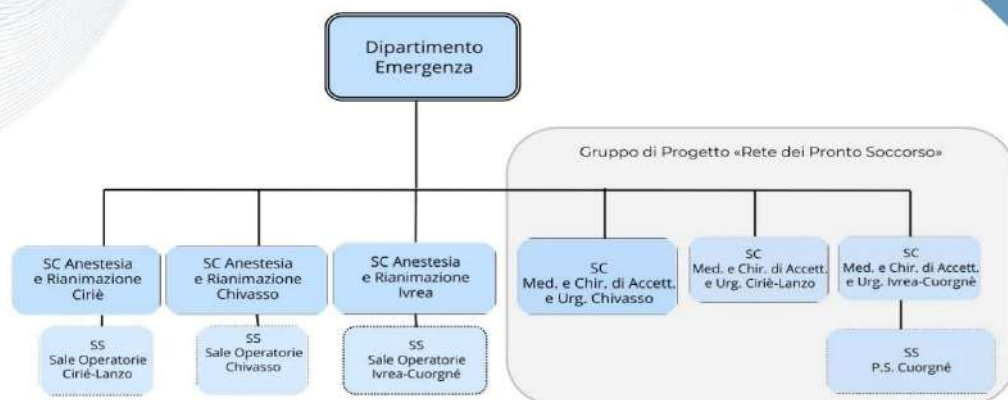 Dipartimento
Emergenza
Gruppo di Progetto «Rete dei Pronto Soccorso»
SC Anestesia
e Rianimazione
Ciriè
SC Anestesia
e Rianimazione
Chivasso
SC Anestesia
e Rianimazione
Ivrea
SC
Med. e Chir. di Accett.
e Urg. Chivasso
SC
Med. e Chir. di Accett.
e Urg. Ciriè-Lanzo
SC
Med. e Chir. di Accett.
e Urg. Ivrea-Cuorgnè
SS
Sale Operatorie
Cirié-Lanzo
SS
Sale Operatorie
Chivasso
SS
Sale Operatorie
Ivrea-Cuorgné
SS
P.S. Cuorgné